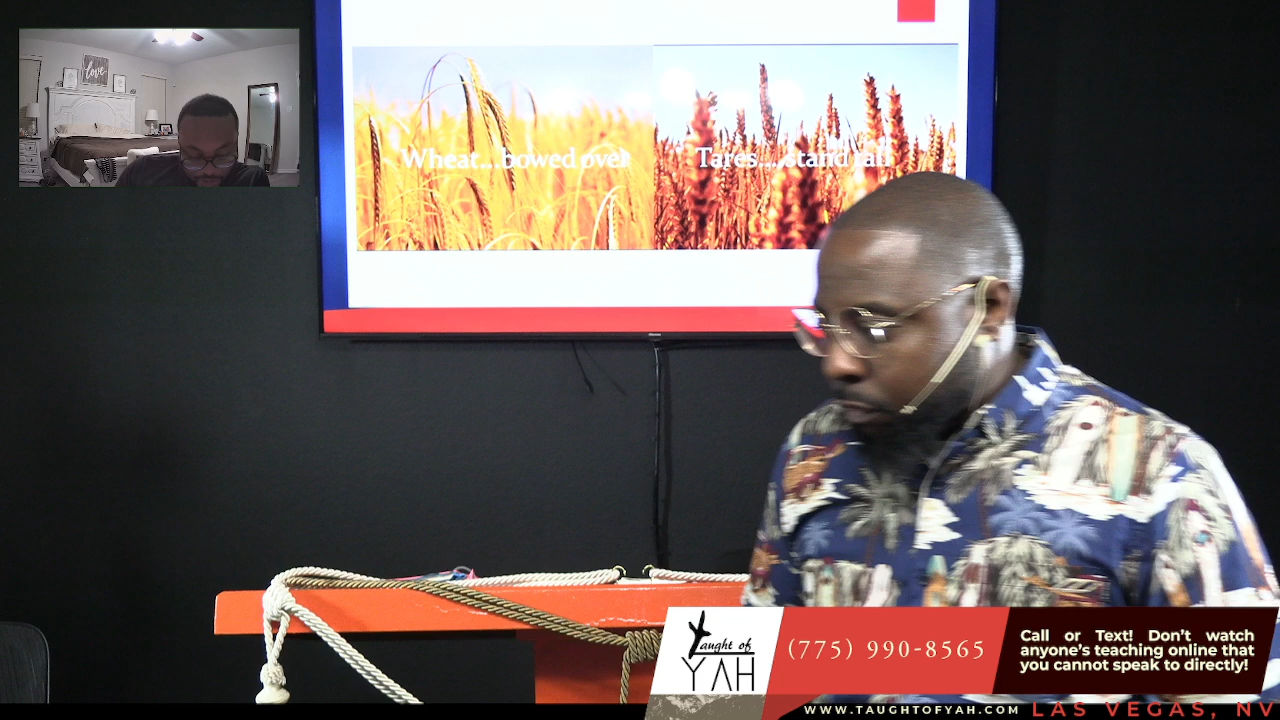 love
Wheat....bowed over
Tares....stand tall
taught of
YAH
(775) 990-8565
Call or Text! Don't watch
anyone's teaching online that
you cannot speak to directly!
WWW.TAUGHTOFYAH.COM LAS VEGAS, NV